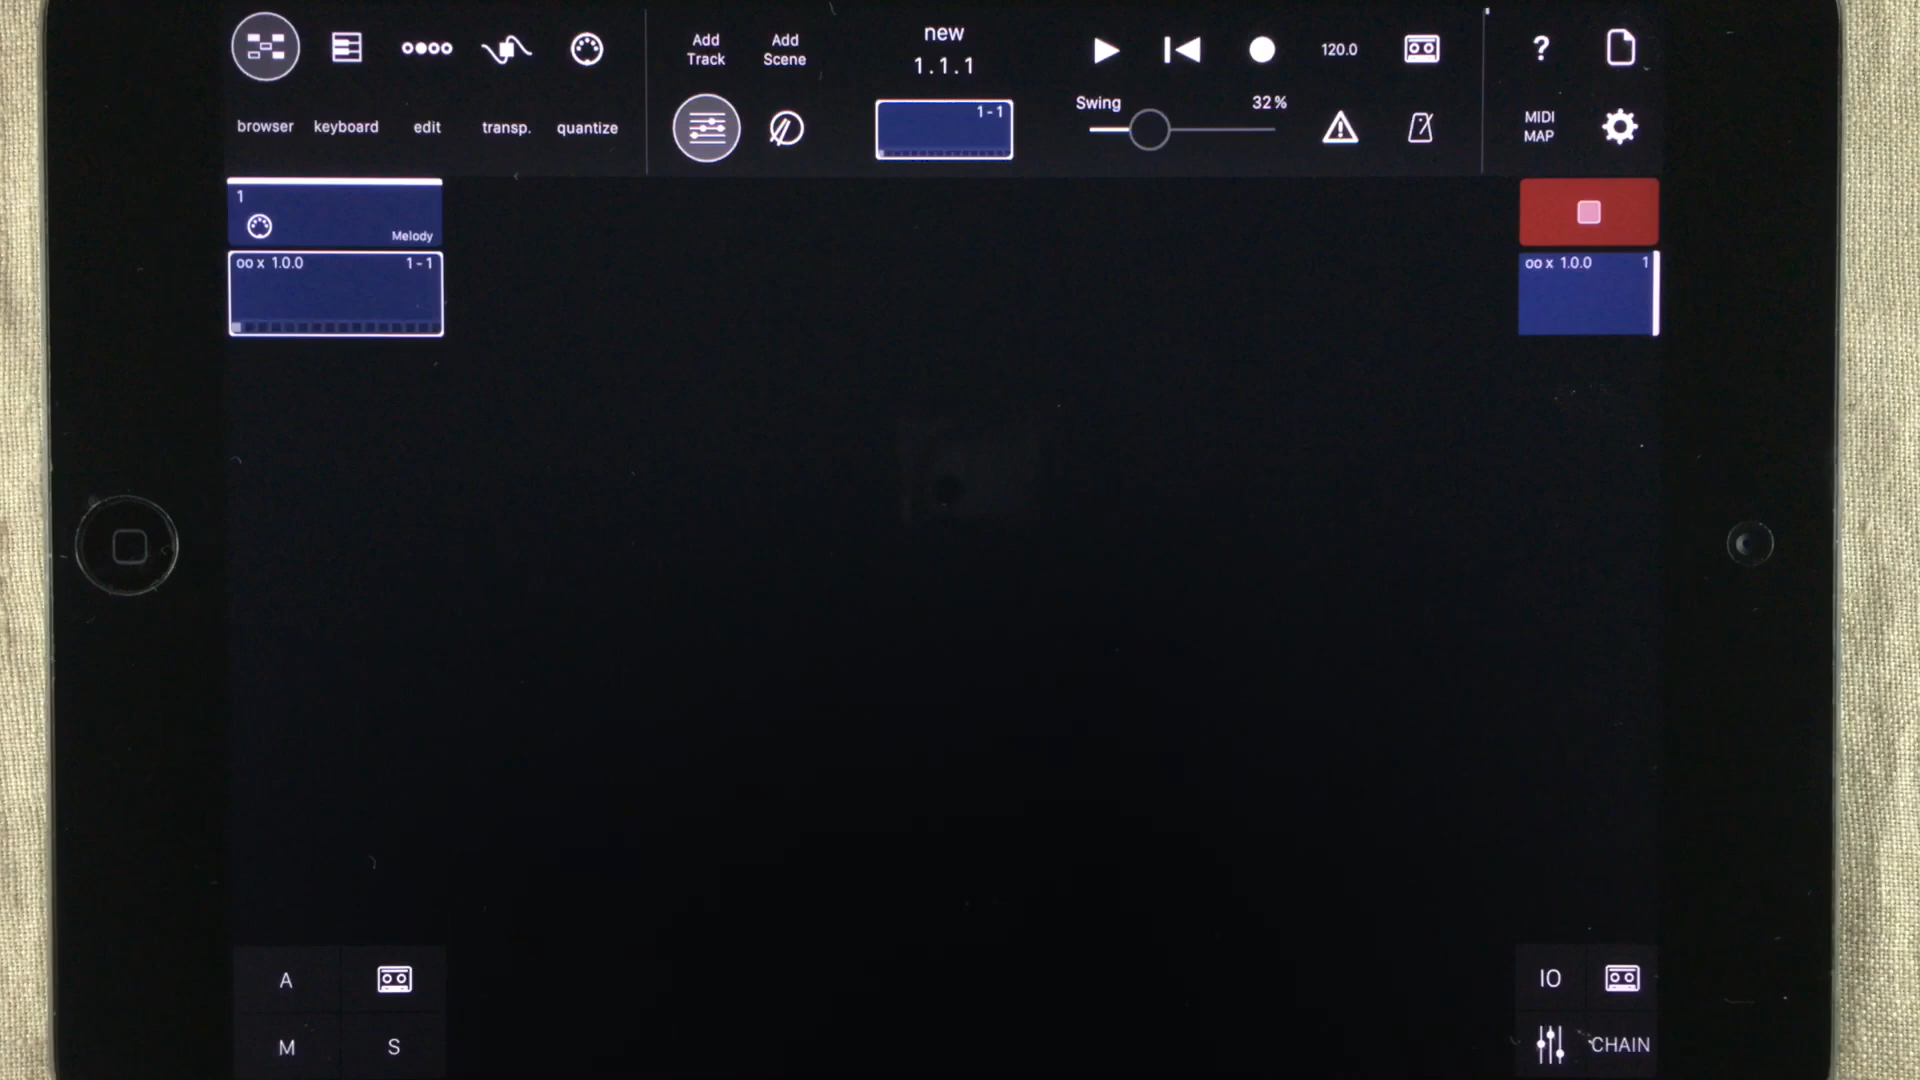 browser
keyboard
edit
transp.
quantize
Add
Track
Add
Scene
new
1.1.1
1 - 1
120.0
Swing
32 %
?
MIDI
MAP
1
Melody
oo x 1.0.0
1 - 1
oo x 1.0.0
1
A
M
S
IO
CHAIN